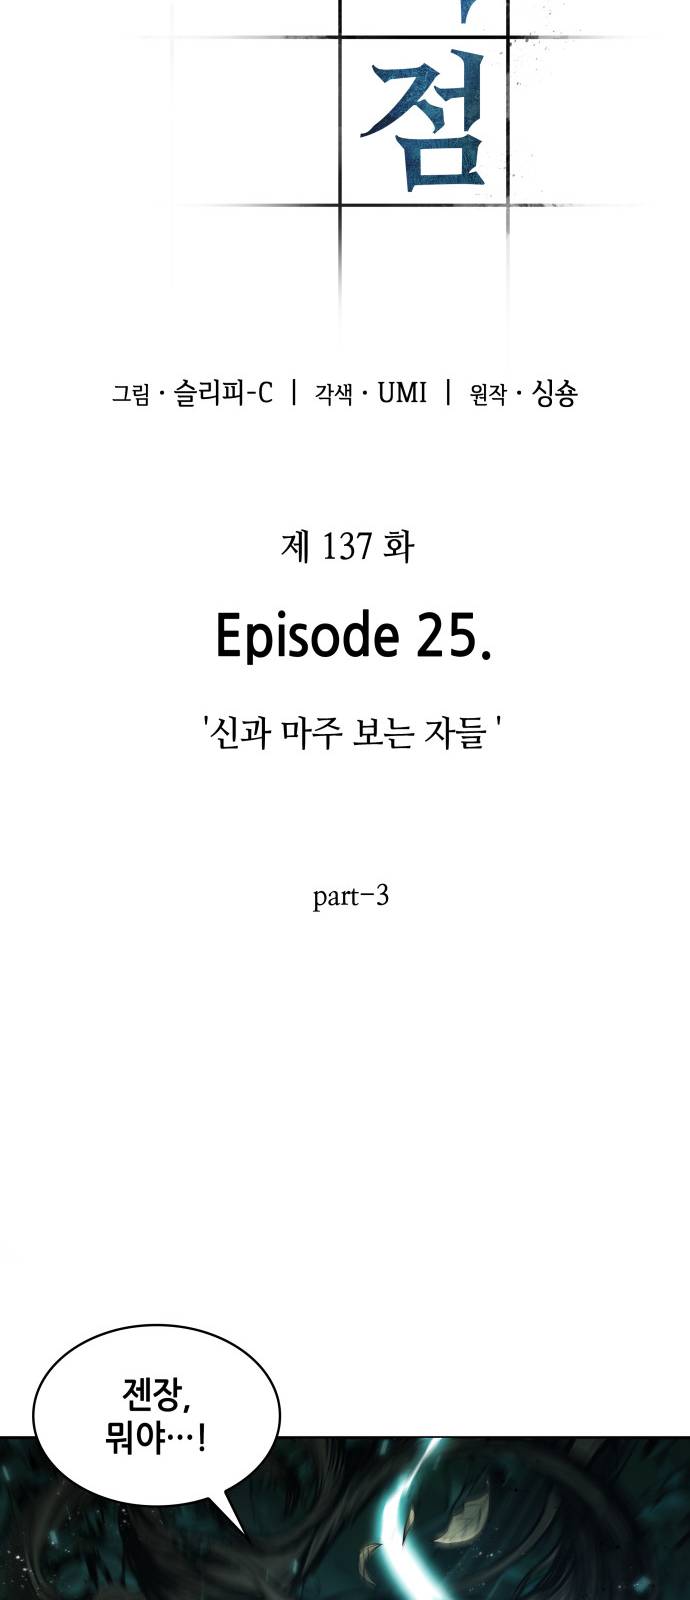 점
그림 · 슬리피-C | 각색 · UMI | 원작 · 싱숑
제 137 화
Episode 25.
'신과 마주 보는 자들 '
part-3
젠장,
뭐야…!